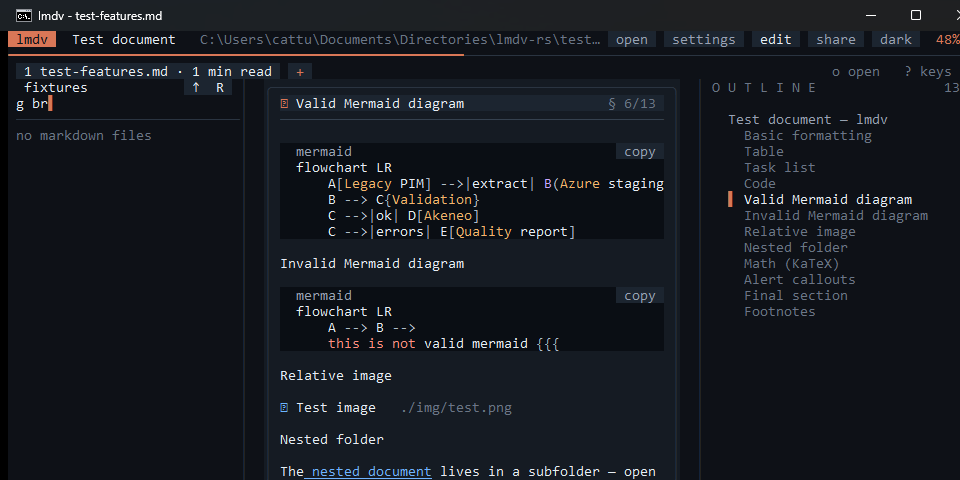 lmdv - test-features.md
lmdv Test document C:\Users\cattu\Documents\Directories\lmdv-rs\test… open settings edit share dark 48%
1 test-features.md · 1 min read +
o open ? keys
fixtures ↑ R
g br
no markdown files
Valid Mermaid diagram § 6/13
mermaid copy
flowchart LR
A[Legacy PIM] -->|extract| B(Azure staging
B --> C{Validation}
C -->|ok| D[Akeneo]
C -->|errors| E[Quality report]
Invalid Mermaid diagram
mermaid copy
flowchart LR
A --> B -->
this is not valid mermaid {{{
Relative image
Test image ./img/test.png
Nested folder
The nested document lives in a subfolder — open
O U T L I N E 13
Test document — lmdv
Basic formatting
Table
Task list
Code
Valid Mermaid diagram
Invalid Mermaid diagram
Relative image
Nested folder
Math (KaTeX)
Alert callouts
Final section
Footnotes